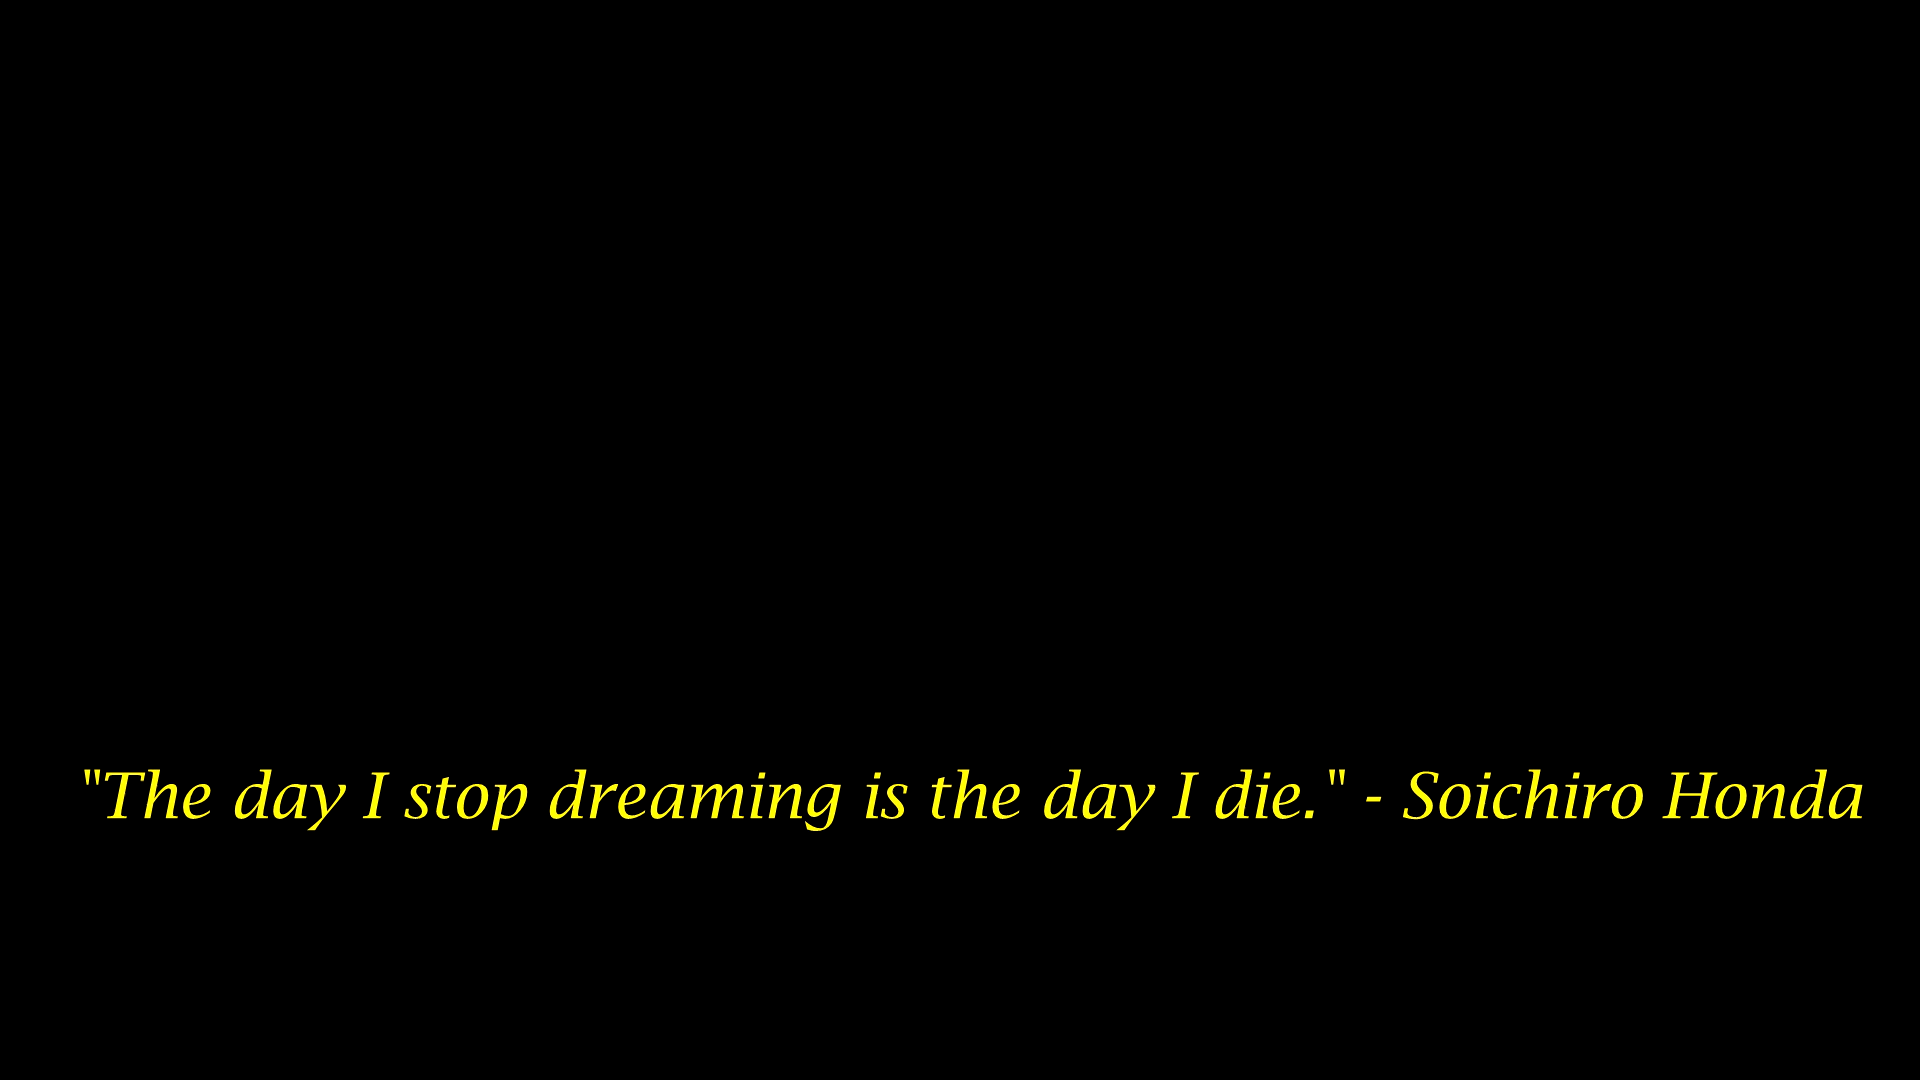 "The day I stop dreaming is the day I die." - Soichiro Honda